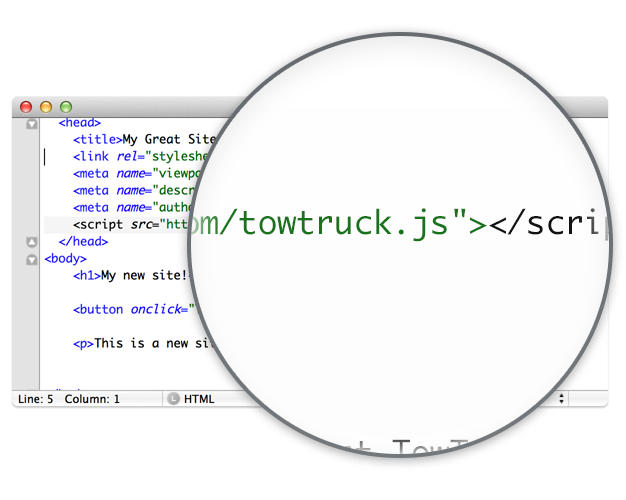 <head>
<title>My Great Site
<link rel="styleshe
<meta name="viewpo
<meta name="descr
<meta name="autho
<script src="htt
om/towtruck.js"></scrip
</head>
<body>
<h1>My new site!
<button onclick="
<p>This is a new sit
Line: 5 Column: 1 L HTML